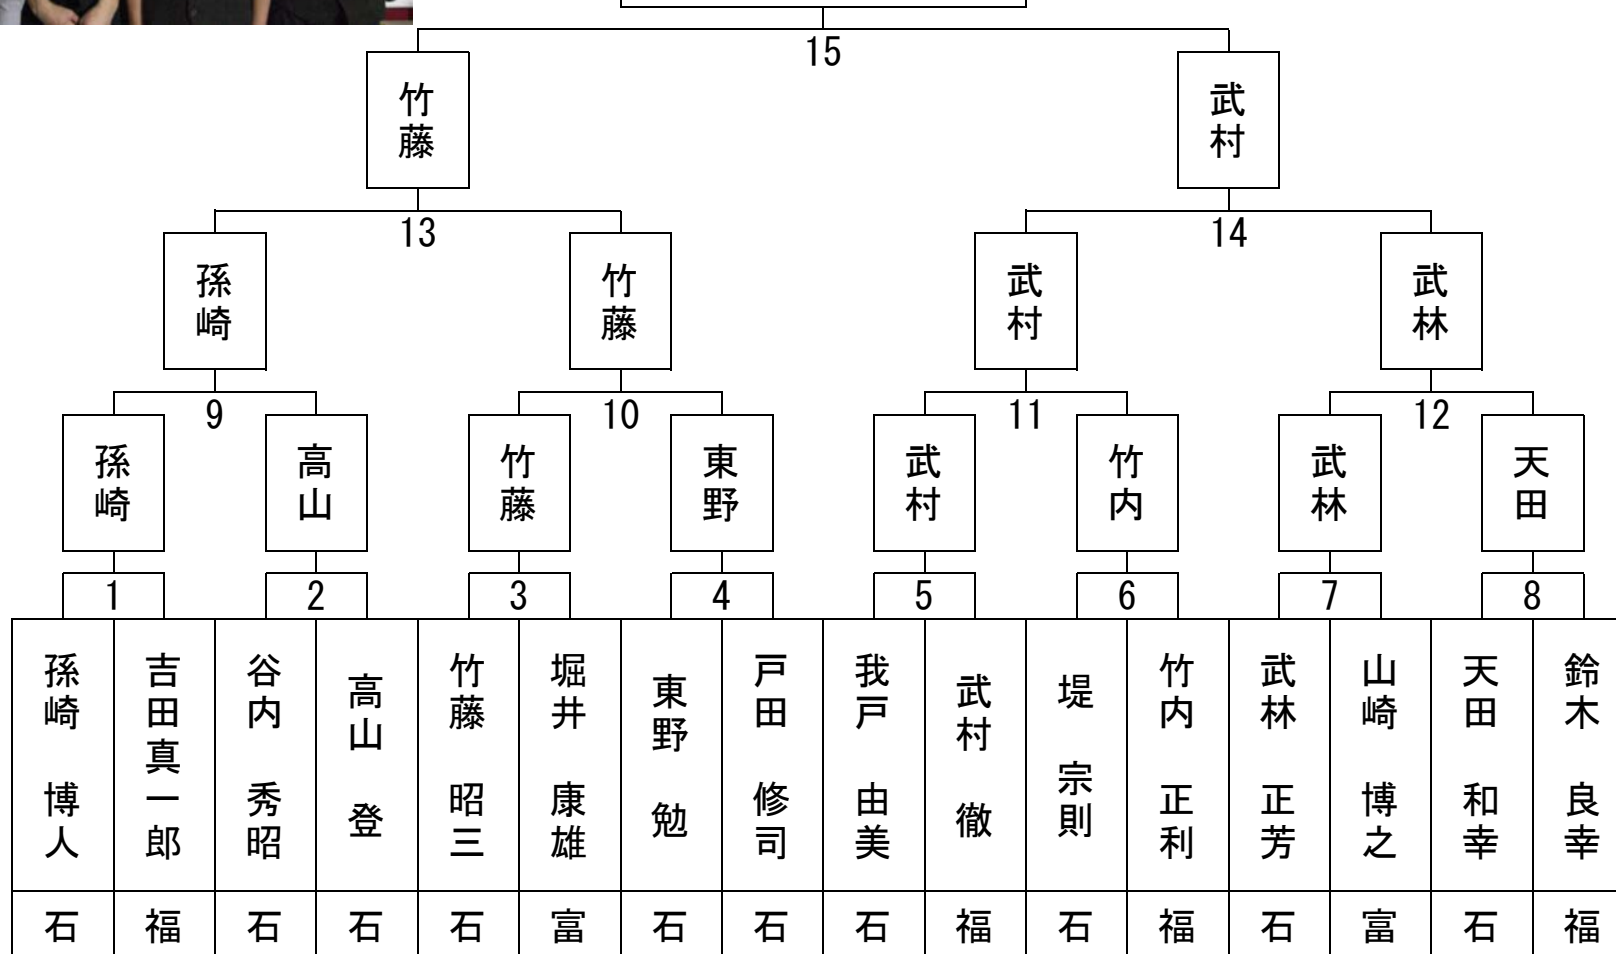 15
竹藤
武村
13
14
孫崎
竹藤
武村
武林
9
10
11
12
孫崎
高山
竹藤
東野
武村
竹内
武林
天田
1
2
3
4
5
6
7
8
孫崎 博人
吉田真一郎
谷内 秀昭
高山 登
竹藤 昭三
堀井 康雄
東野 勉
戸田 修司
我戸 由美
武村 徹
堤 宗則
竹内 正利
武林 正芳
山崎 博之
天田 和幸
鈴木 良幸
石
福
石
石
石
富
石
石
石
福
石
福
石
富
石
福